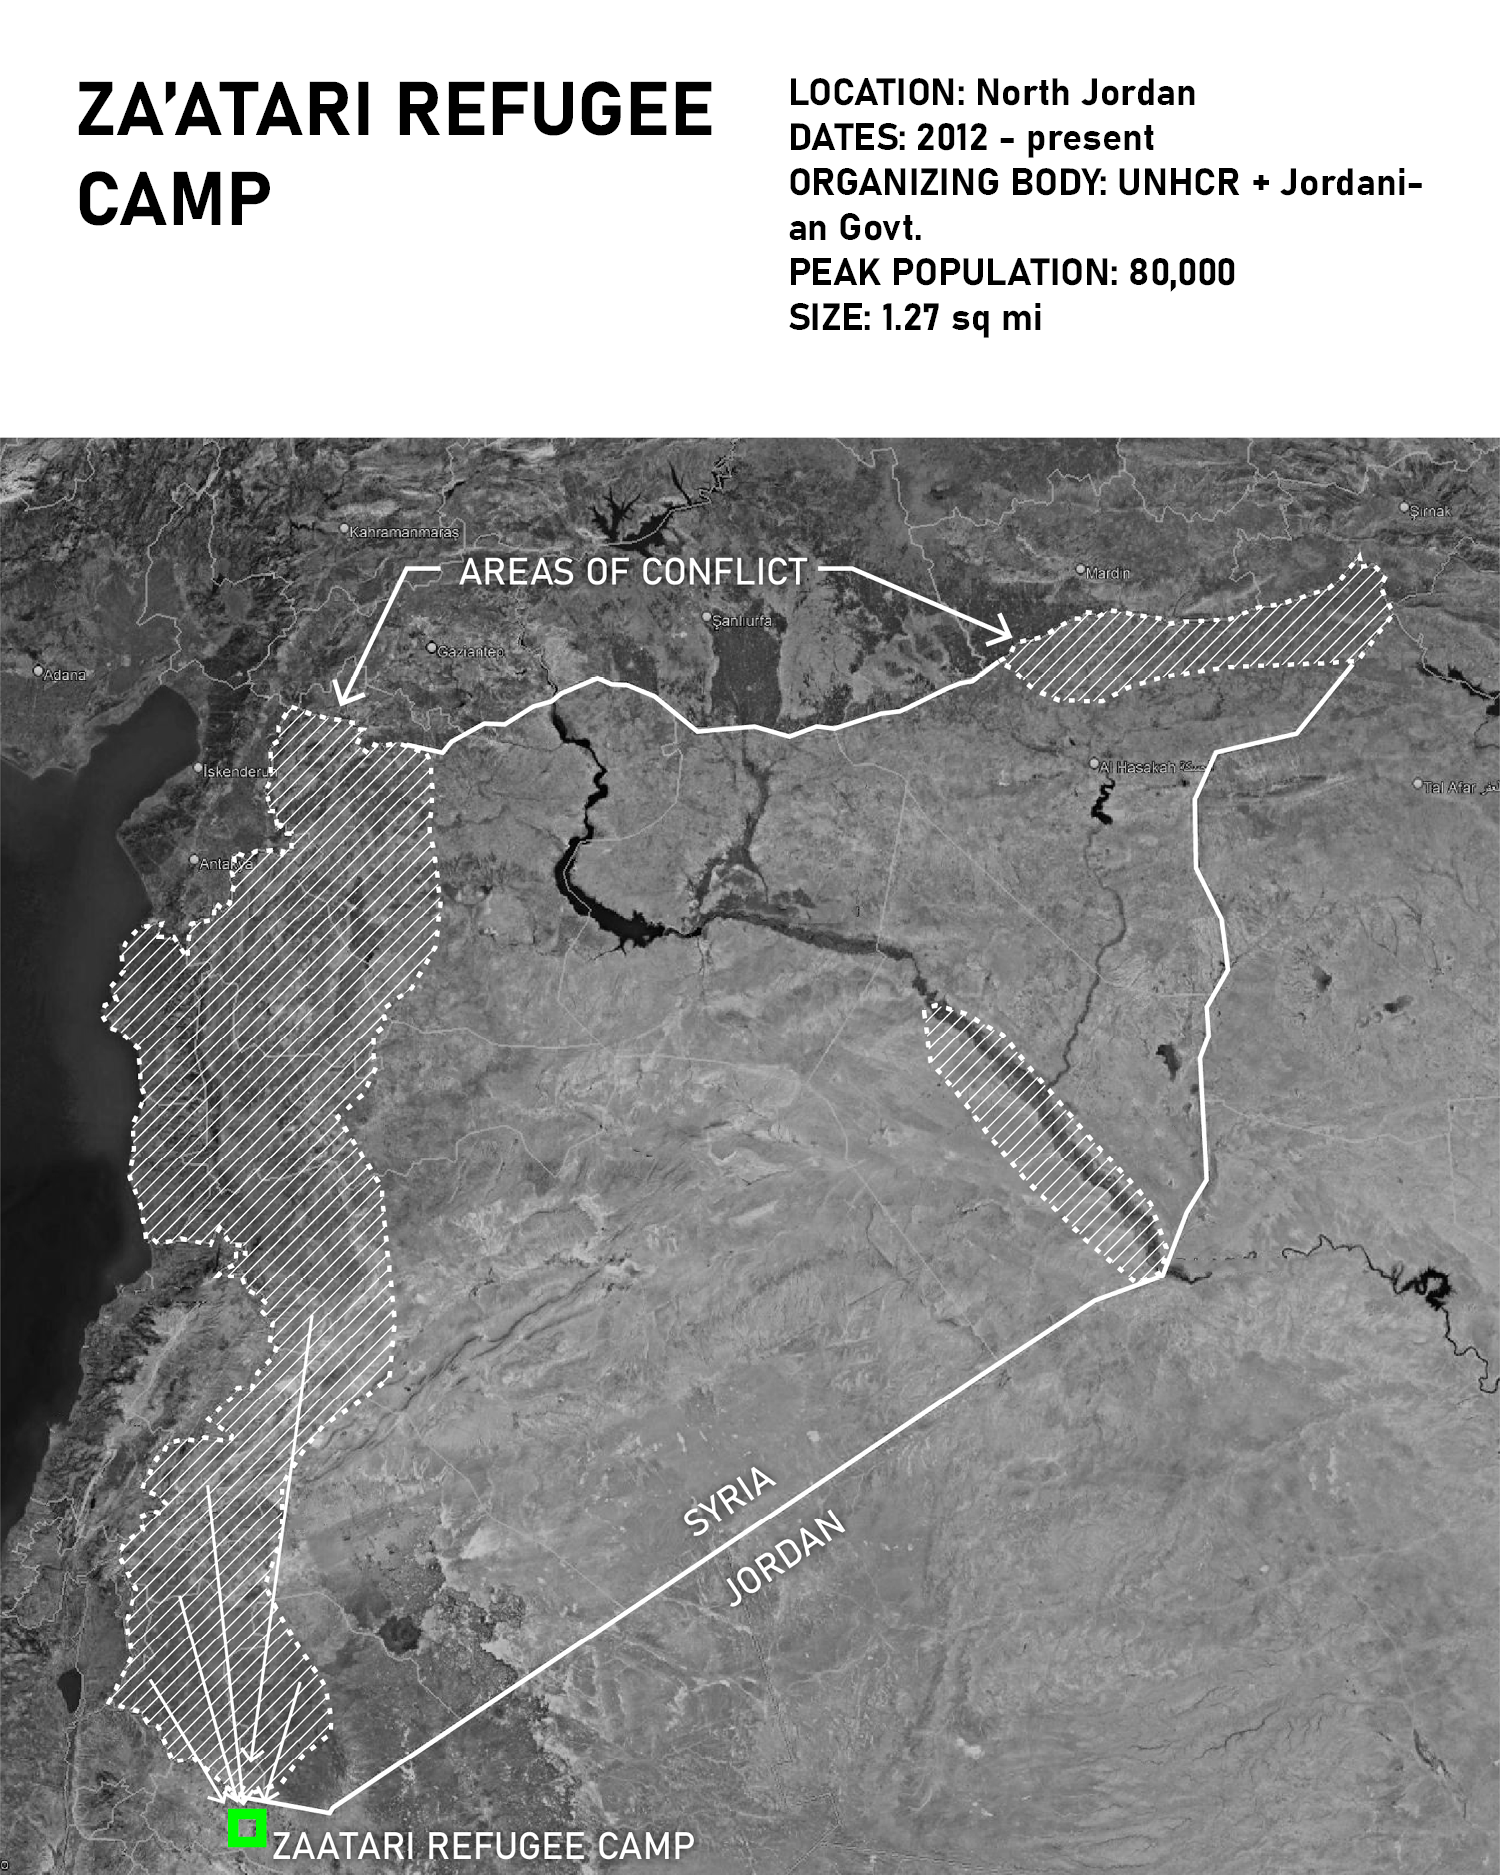 ZA’ATARI REFUGEE
CAMP
LOCATION: North Jordan
DATES: 2012 - present
ORGANIZING BODY: UNHCR + Jordani-
an Govt.
PEAK POPULATION: 80,000
SIZE: 1.27 sq mi
Şırnak
Kahramanmaraş
AREAS OF CONFLICT
Mardin
Şanlıurfa
Gaziantep
Adana
Al Hasakah الحسكة
İskenderun
Tal Afar
Antakya
SYRIA
JORDAN
ZAATARI REFUGEE CAMP